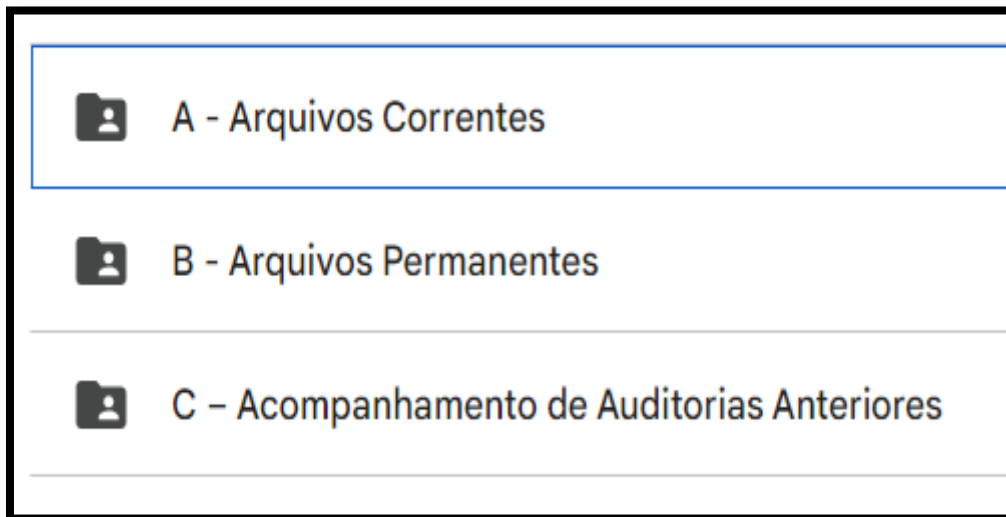 A - Arquivos Correntes
B - Arquivos Permanentes
C – Acompanhamento de Auditorias Anteriores